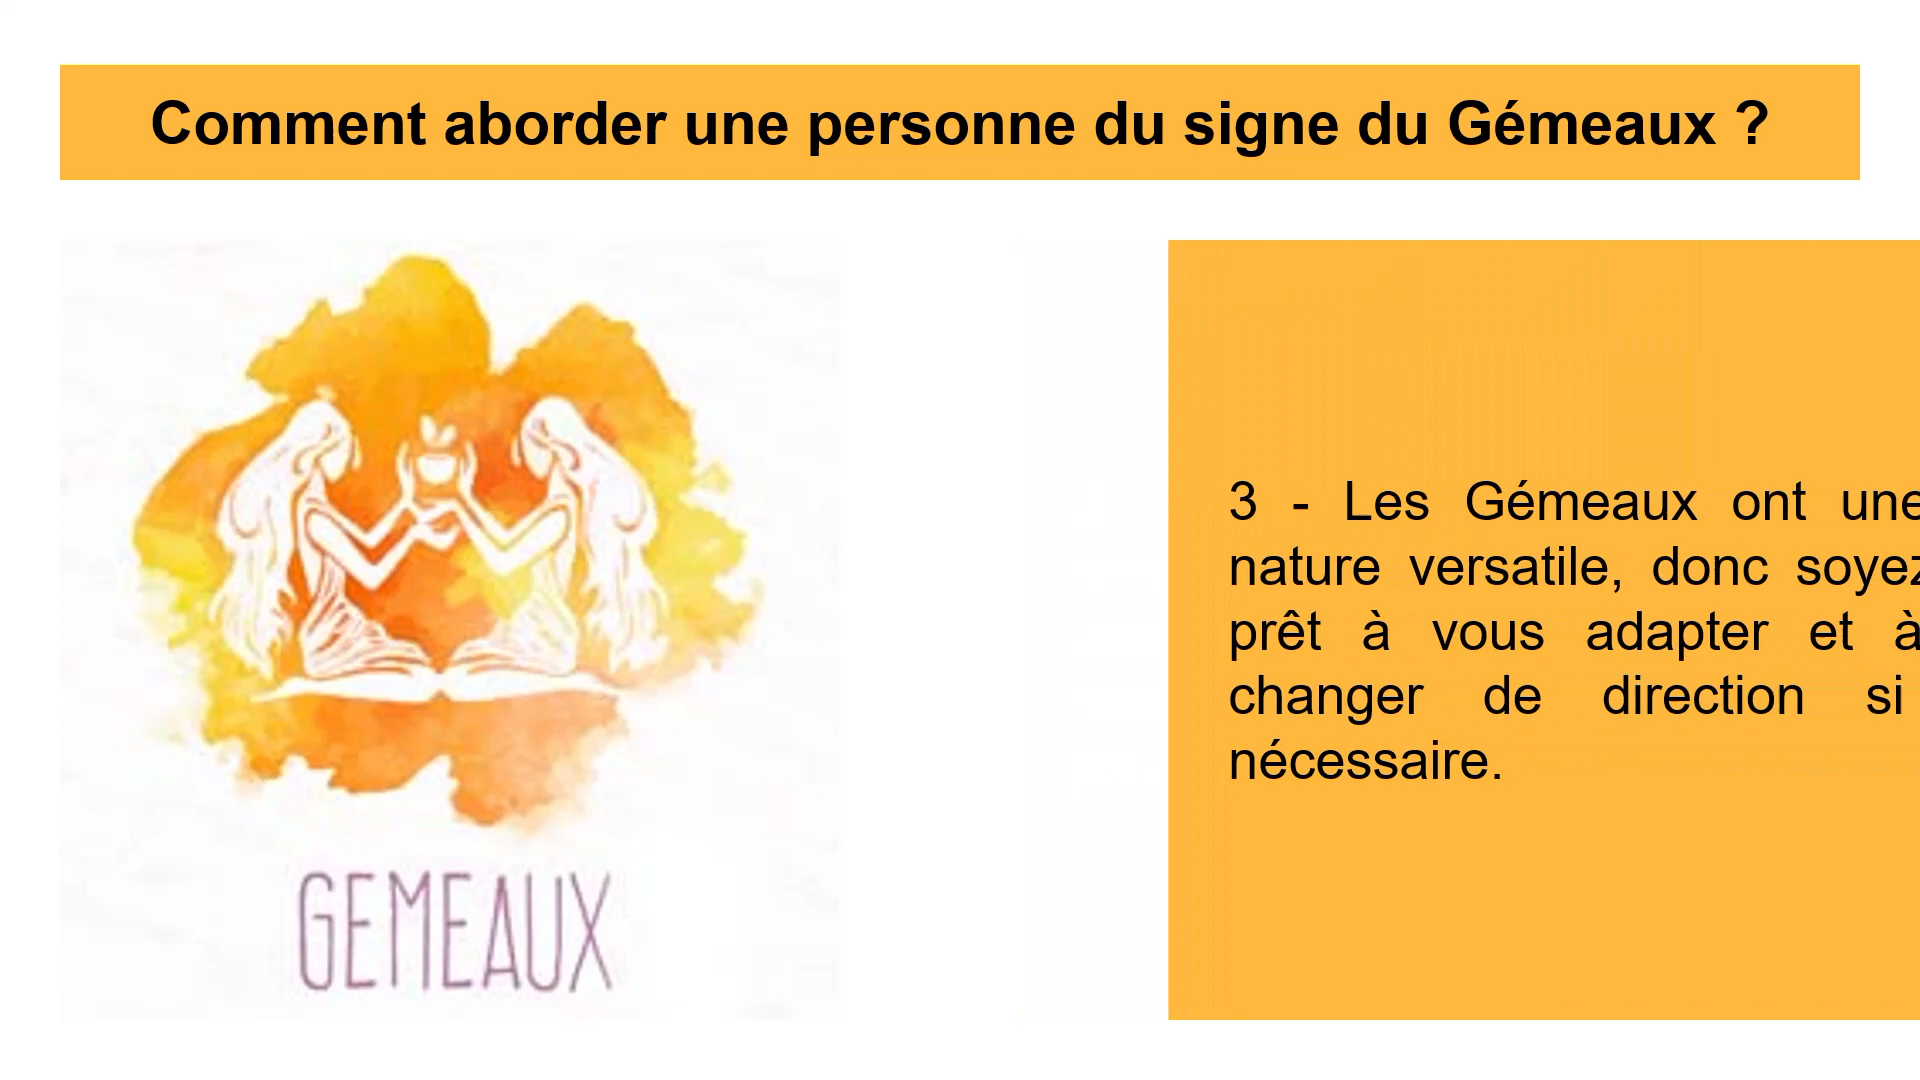 Comment aborder une personne du signe du Gémeaux ?
3 - Les Gémeaux ont une
nature versatile, donc soyez
prêt à vous adapter et à
changer de direction si
nécessaire.
GEMEAUX